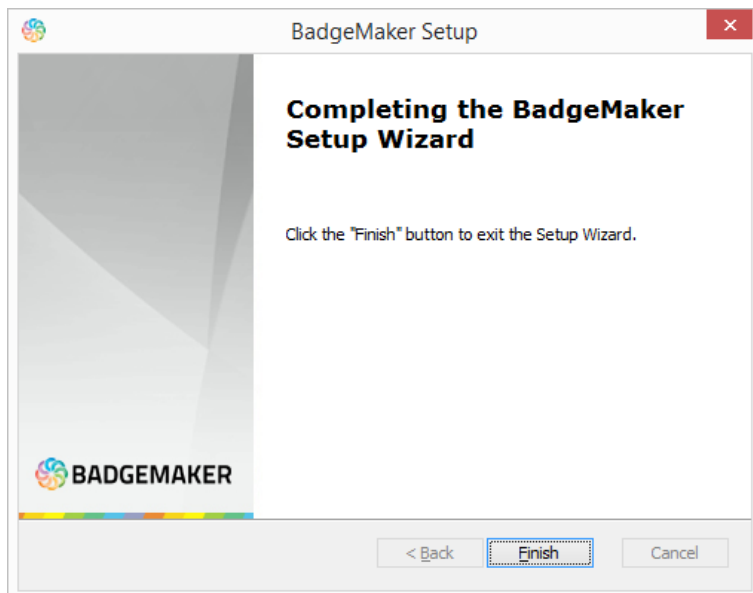 BadgeMaker Setup
Completing the BadgeMaker
Setup Wizard
Click the "Finish" button to exit the Setup Wizard.
BADGEMAKER
< Back Finish Cancel